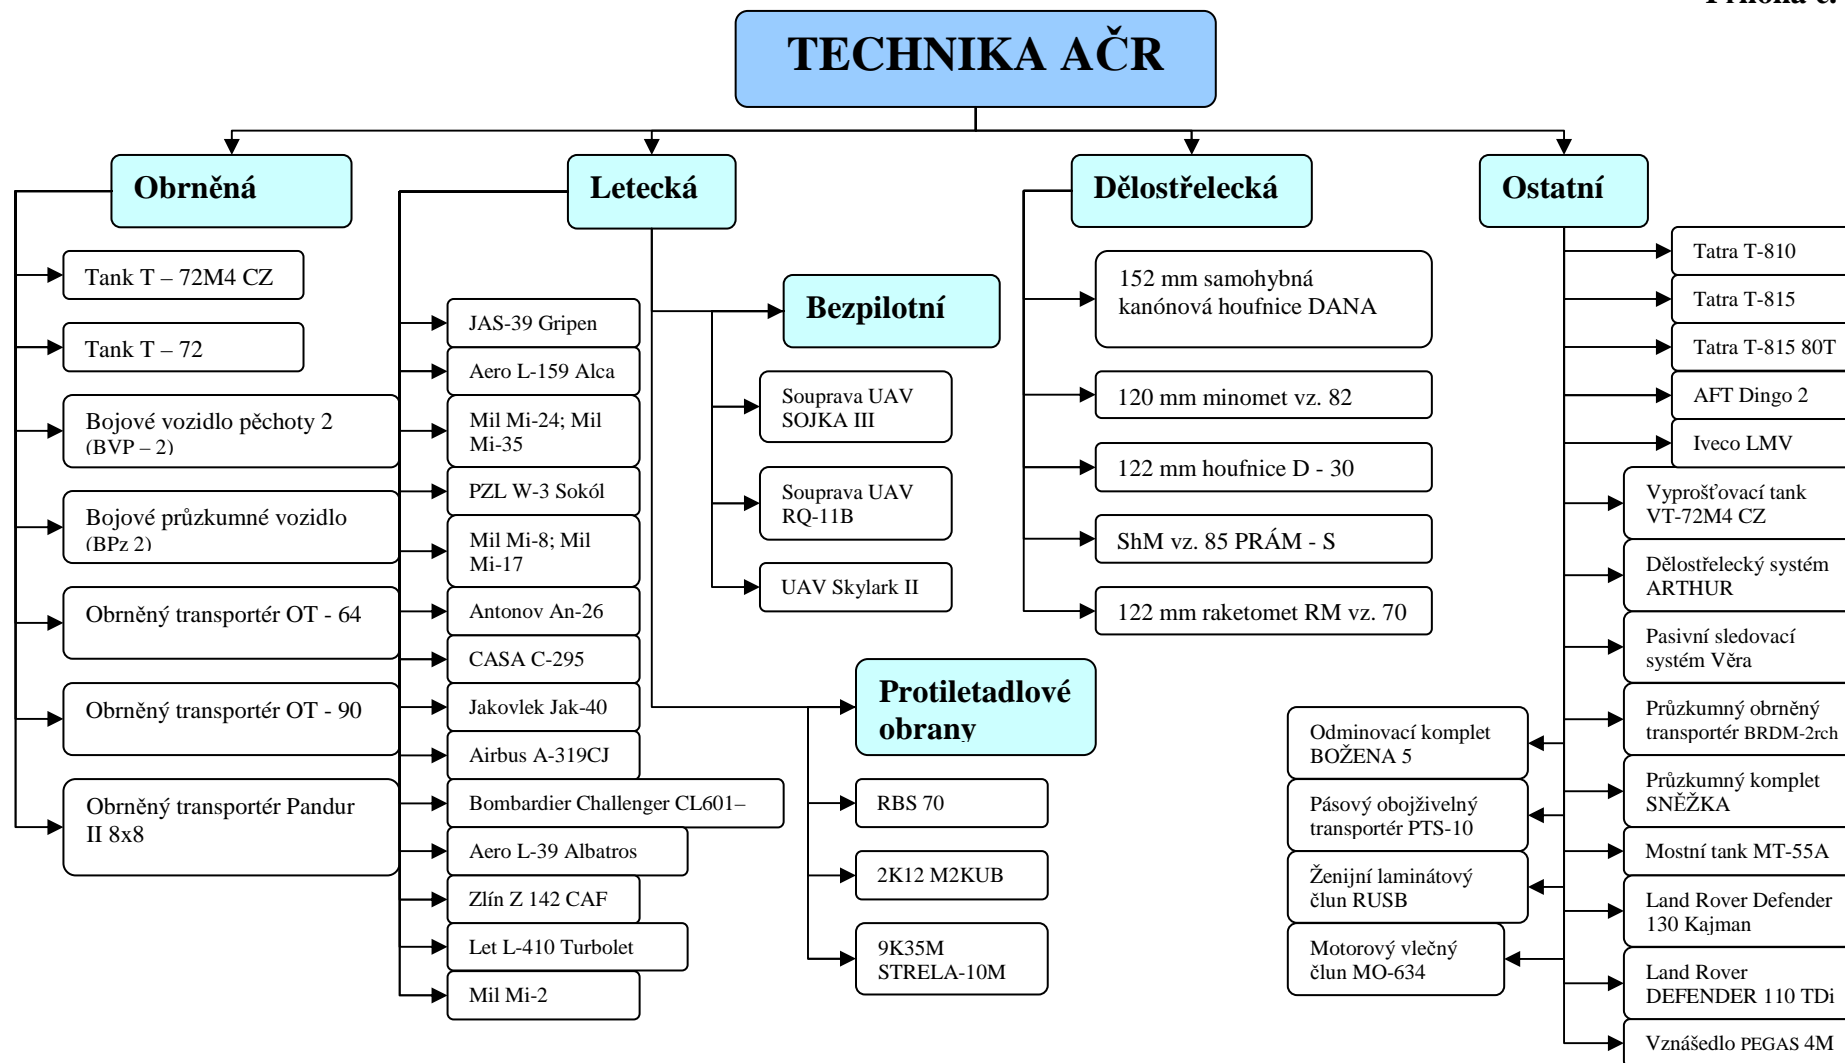 TECHNIKA AČR
Obrněná
Tank T – 72M4 CZ
Tank T – 72
Bojové vozidlo pěchoty 2
(BVP – 2)
Bojové průzkumné vozidlo
(BPz 2)
Obrněný transportér OT - 64
Obrněný transportér OT - 90
Obrněný transportér Pandur
II 8x8
Letecká
JAS-39 Gripen
Aero L-159 Alca
Mil Mi-24; Mil
Mi-35
PZL W-3 Sokól
Mil Mi-8; Mil
Mi-17
Antonov An-26
CASA C-295
Jakovlek Jak-40
Airbus A-319CJ
Bombardier Challenger CL601–
Aero L-39 Albatros
Zlín Z 142 CAF
Let L-410 Turbolet
Mil Mi-2
Bezpilotní
Souprava UAV
SOJKA III
Souprava UAV
RQ-11B
UAV Skylark II
Protiletadlové
obrany
RBS 70
2K12 M2KUB
9K35M
STRELA-10M
Dělostřelecká
152 mm samohybná
kanónová houfnice DANA
120 mm minomet vz. 82
122 mm houfnice D - 30
ShM vz. 85 PRÁM - S
122 mm raketomet RM vz. 70
Ostatní
Tatra T-810
Tatra T-815
Tatra T-815 80T
AFT Dingo 2
Iveco LMV
Vyprošťovací tank
VT-72M4 CZ
Dělostřelecký systém
ARTHUR
Pasivní sledovací
systém Věra
Průzkumný obrněný
transportér BRDM-2rch
Průzkumný komplet
SNĚŽKA
Mostní tank MT-55A
Land Rover Defender
130 Kajman
Land Rover
DEFENDER 110 TDi
Vznášedlo PEGAS 4M
Odminovací komplet
BOŽENA 5
Pásový obojživelný
transportér PTS-10
Ženijní laminátový
člun RUSB
Motorový vlečný
člun MO-634